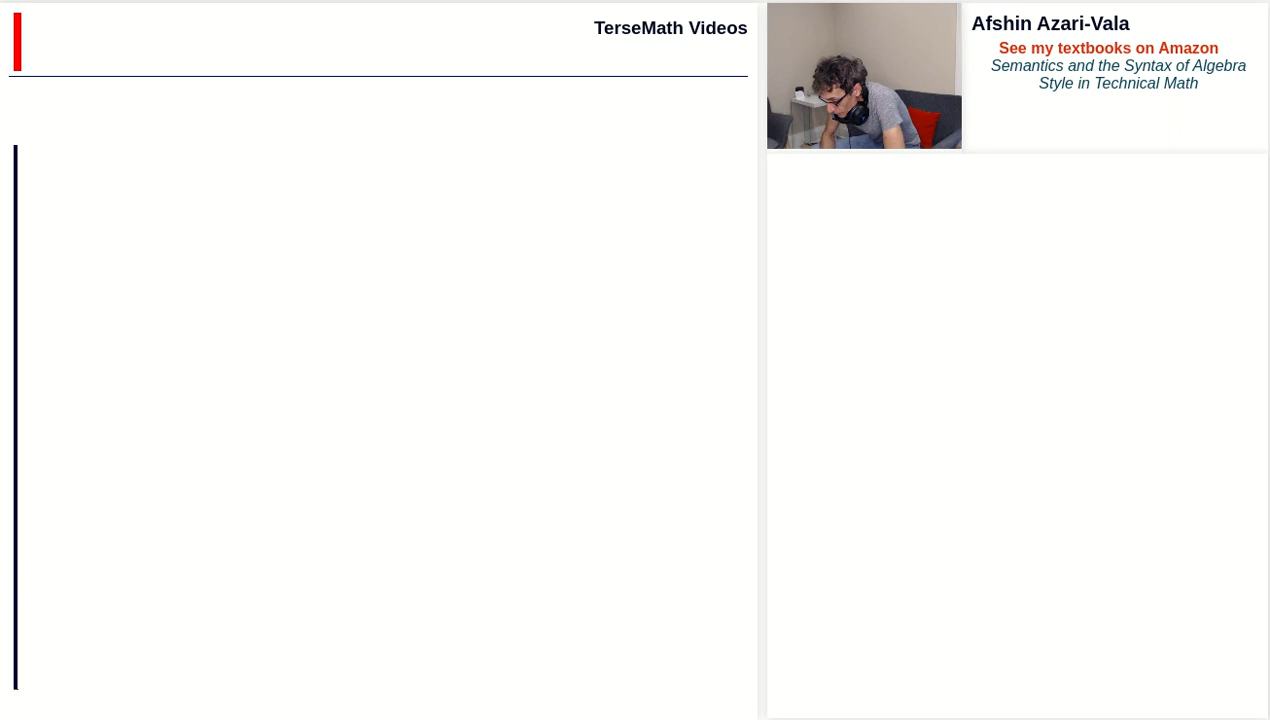 TerseMath Videos
Afshin Azari-Vala
See my textbooks on Amazon
Semantics and the Syntax of Algebra
Style in Technical Math